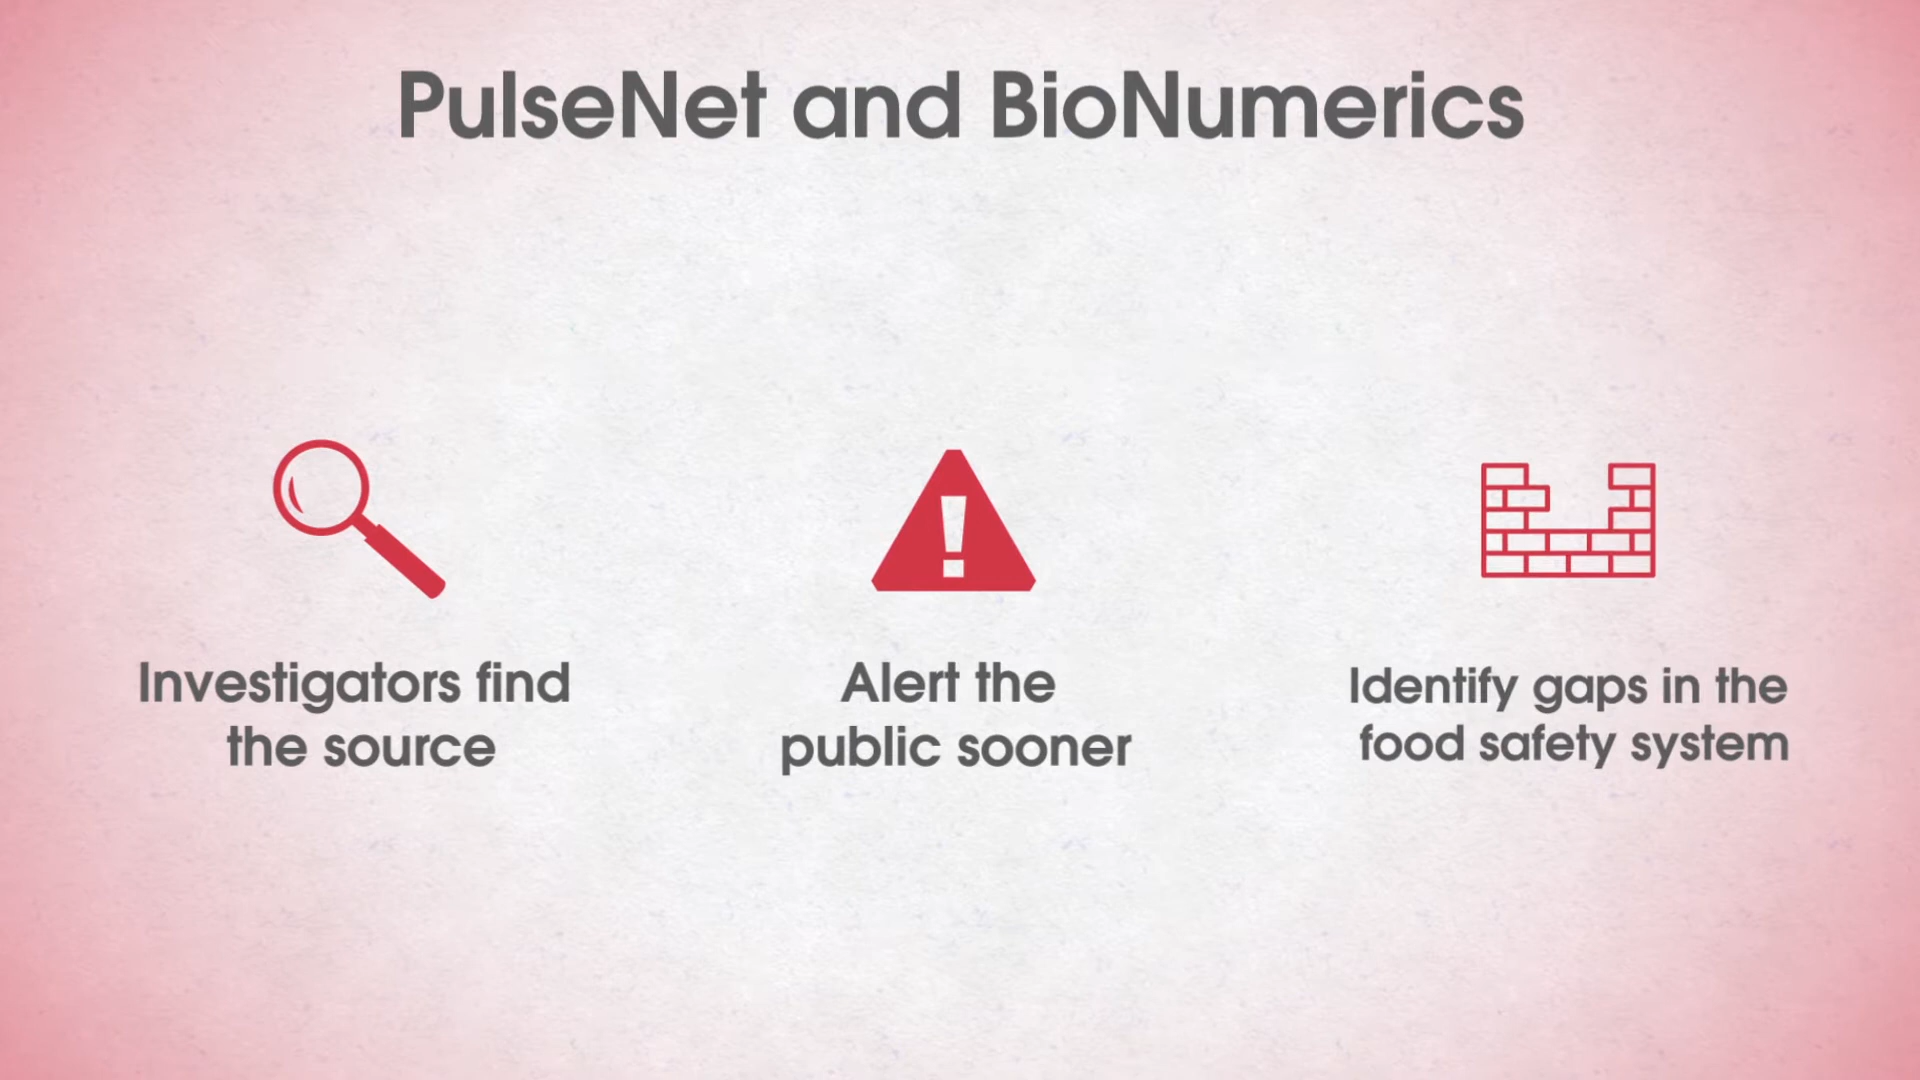 PulseNet and BioNumerics
Investigators find
the source
Alert the
public sooner
Identify gaps in the
food safety system